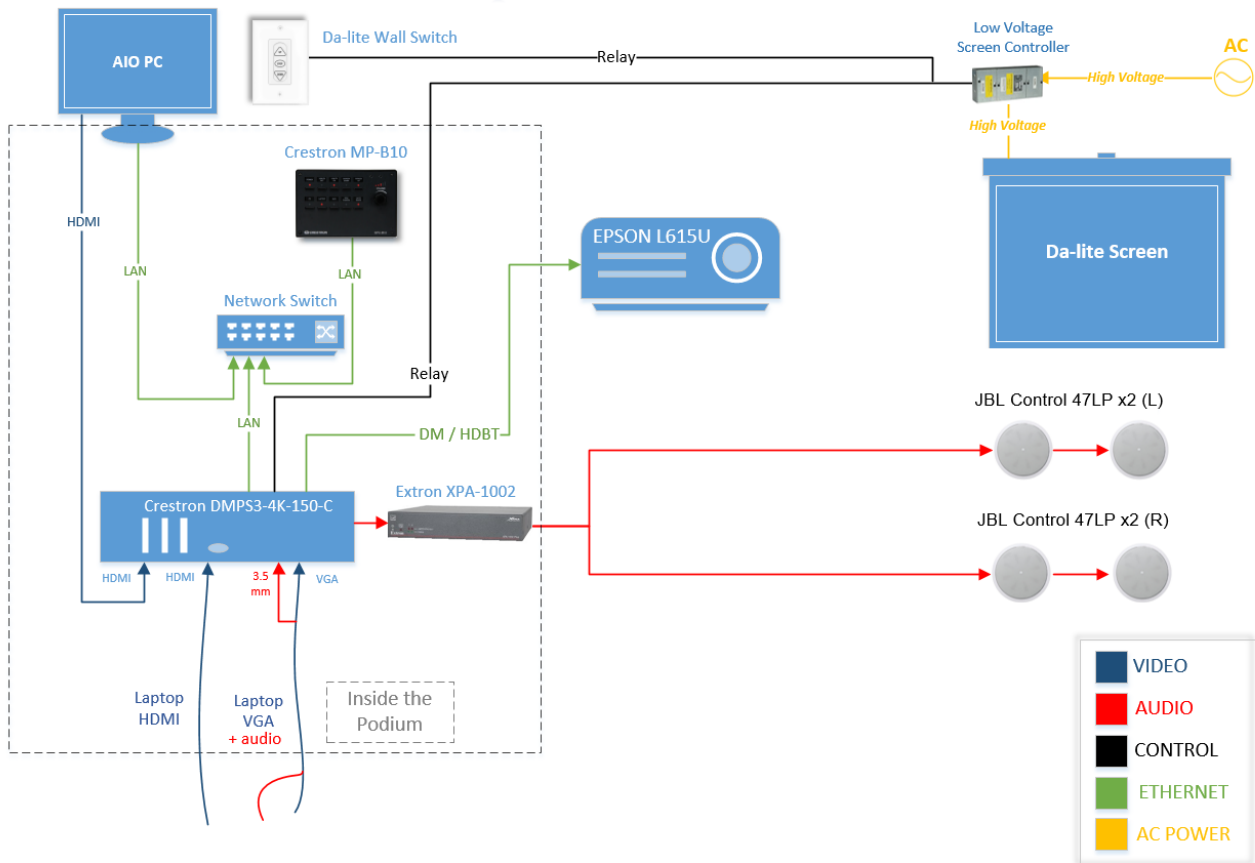 AIO PC
Da-lite Wall Switch
Relay
Low Voltage
Screen Controller
AC
High Voltage
High Voltage
Crestron MP-B10
HDMI
LAN
LAN
EPSON L615U
Da-lite Screen
Network Switch
Relay
LAN
DM / HDBT
JBL Control 47LP x2 (L)
Crestron DMPS3-4K-150-C
Extron XPA-1002
JBL Control 47LP x2 (R)
HDMI
HDMI
3.5
mm
VGA
Laptop
HDMI
Laptop
VGA
+ audio
Inside the
Podium
VIDEO
AUDIO
CONTROL
ETHERNET
AC POWER